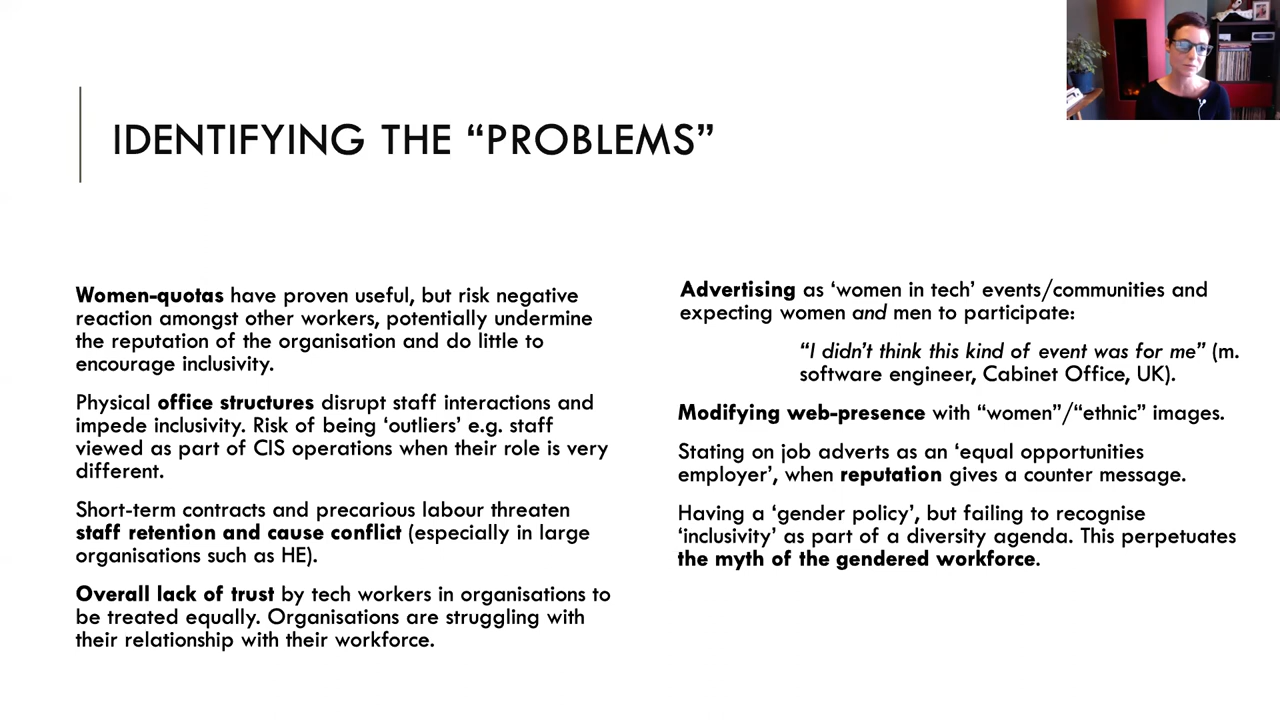 IDENTIFYING THE “PROBLEMS”
Women-quotas have proven useful, but risk negative
reaction amongst other workers, potentially undermine
the reputation of the organisation and do little to
encourage inclusivity.
Physical office structures disrupt staff interactions and
impede inclusivity. Risk of being ‘outliers’ e.g. staff
viewed as part of CIS operations when their role is very
different.
Short-term contracts and precarious labour threaten
staff retention and cause conflict (especially in large
organisations such as HE).
Overall lack of trust by tech workers in organisations to
be treated equally. Organisations are struggling with
their relationship with their workforce.
Advertising as ‘women in tech’ events/communities and
expecting women and men to participate:
“I didn’t think this kind of event was for me” (m.
software engineer, Cabinet Office, UK).
Modifying web-presence with “women”/“ethnic” images.
Stating on job adverts as an ‘equal opportunities
employer’, when reputation gives a counter message.
Having a ‘gender policy’, but failing to recognise
‘inclusivity’ as part of a diversity agenda. This perpetuates
the myth of the gendered workforce.